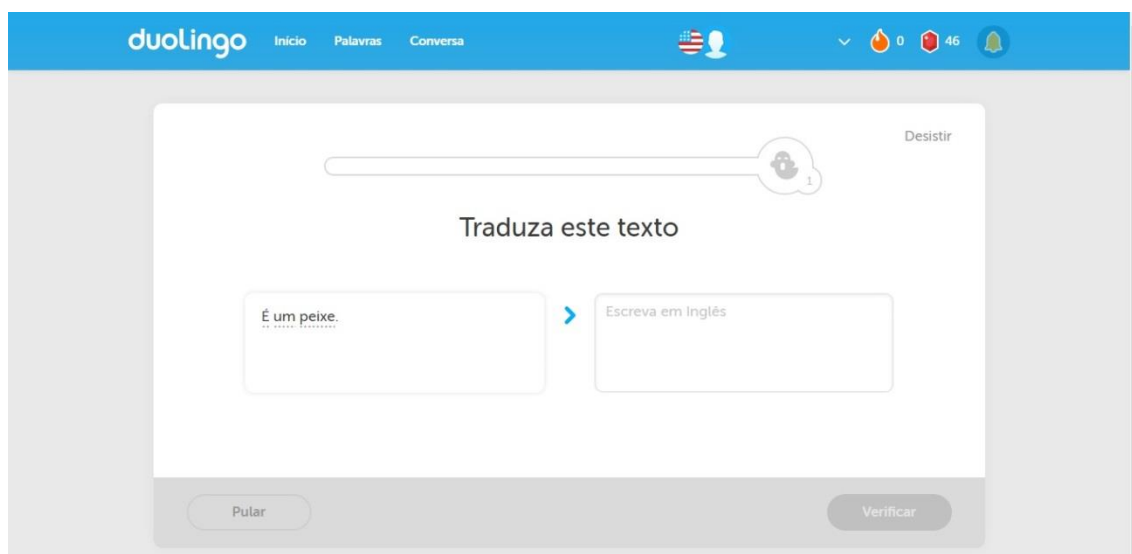 duolingo Início Palavras Conversa 0 46
Desistir
1
Traduza este texto
É um peixe.
Escreva em Inglês
Pular Verificar